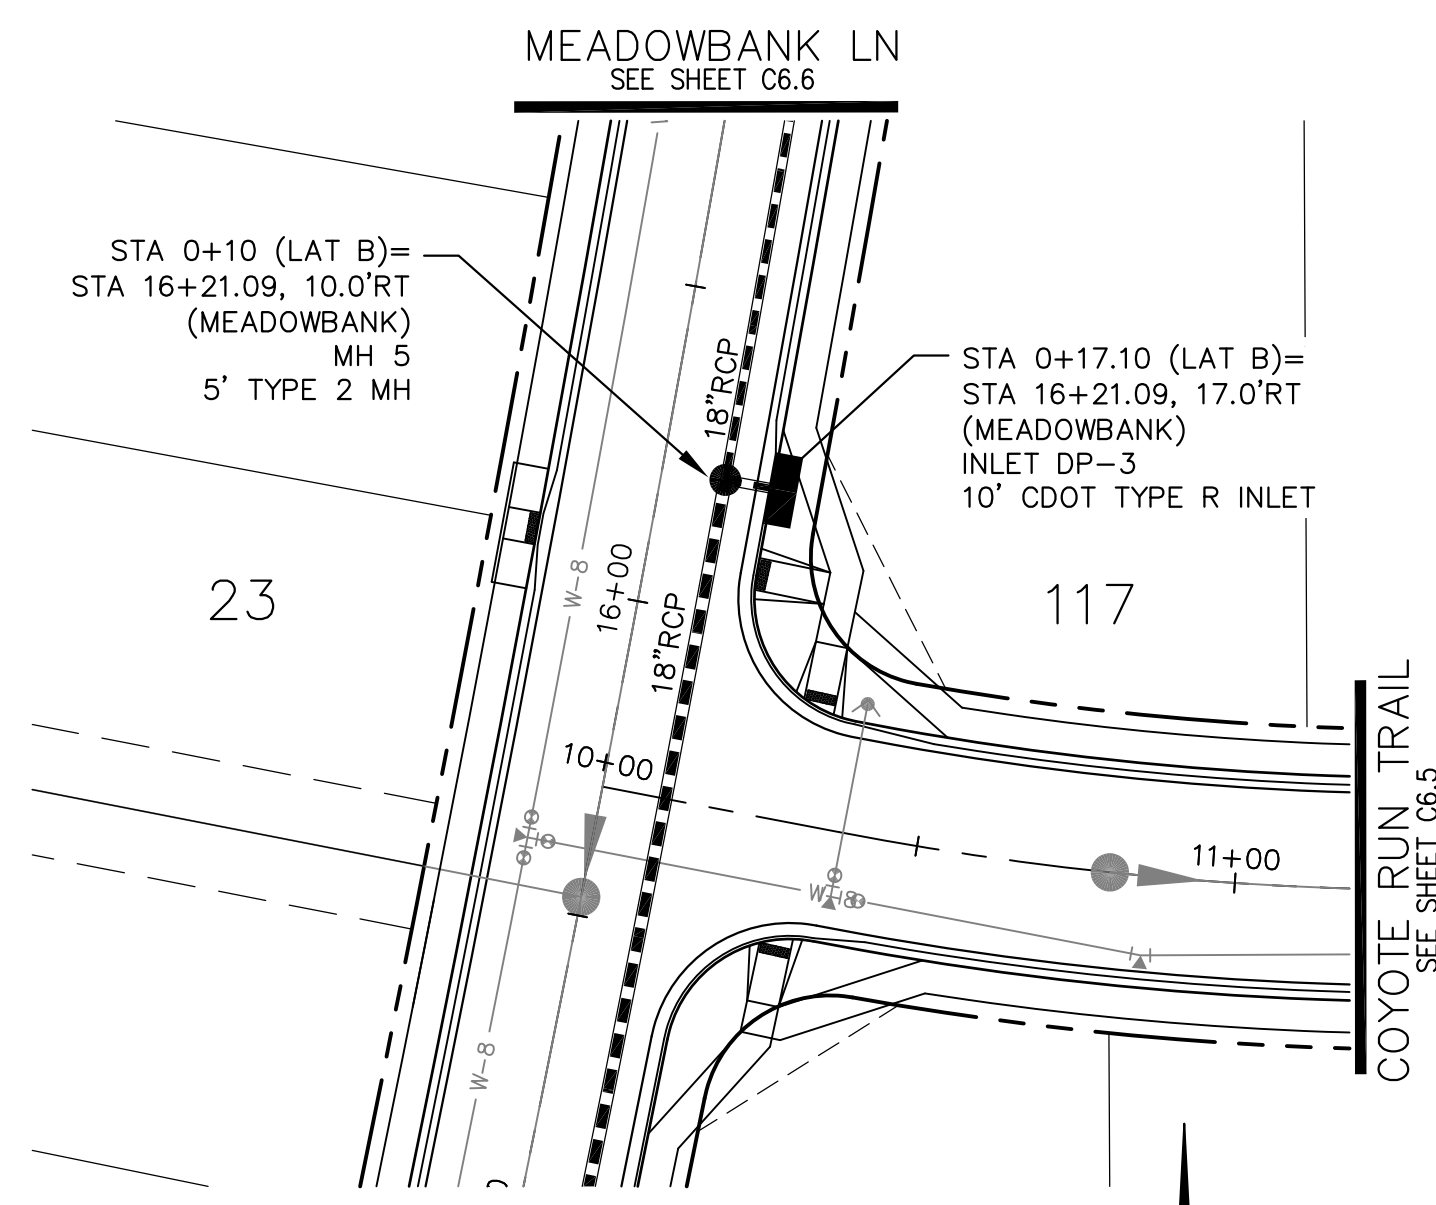 MEADOWBANK LN
SEE SHEET C6.6
STA 0+10 (LAT B)=
STA 16+21.09, 10.0'RT
(MEADOWBANK)
MH 5
5' TYPE 2 MH
STA 0+17.10 (LAT B)=
STA 16+21.09, 17.0'RT
(MEADOWBANK)
INLET DP-3
10' CDOT TYPE R INLET
18"RCP
W-8
16+00
18"RCP
23
117
10+00
11+00
W-8
W-8
COYOTE RUN TRAIL
SEE SHEET C6.5